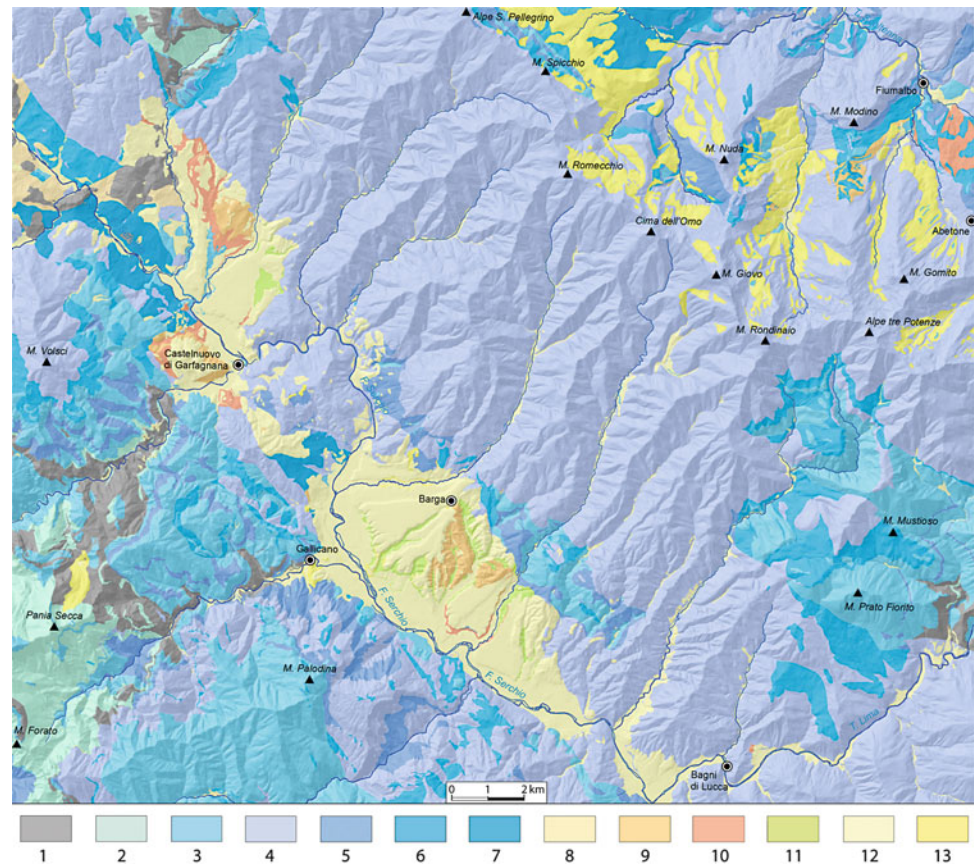 Alpe S. Pellegrino
M. Spicchio
Fiumalbo
M. Modino
M. Nuda
M. Romecchio
Cima dell'Omo
Abetone
M. Giovo
M. Gomito
M. Rondinaio
Alpe tre Potenze
M. Volsci
Castelnuovo
di Garfagnana
Barga
M. Mustioso
Gallicano
F. Serchio
M. Prato Fiorito
Pania Secca
M. Palodina
F. Serchio
T. Lima
M. Forato
Bagni
di Lucca
0 1 2 km
1 2 3 4 5 6 7 8 9 10 11 12 13